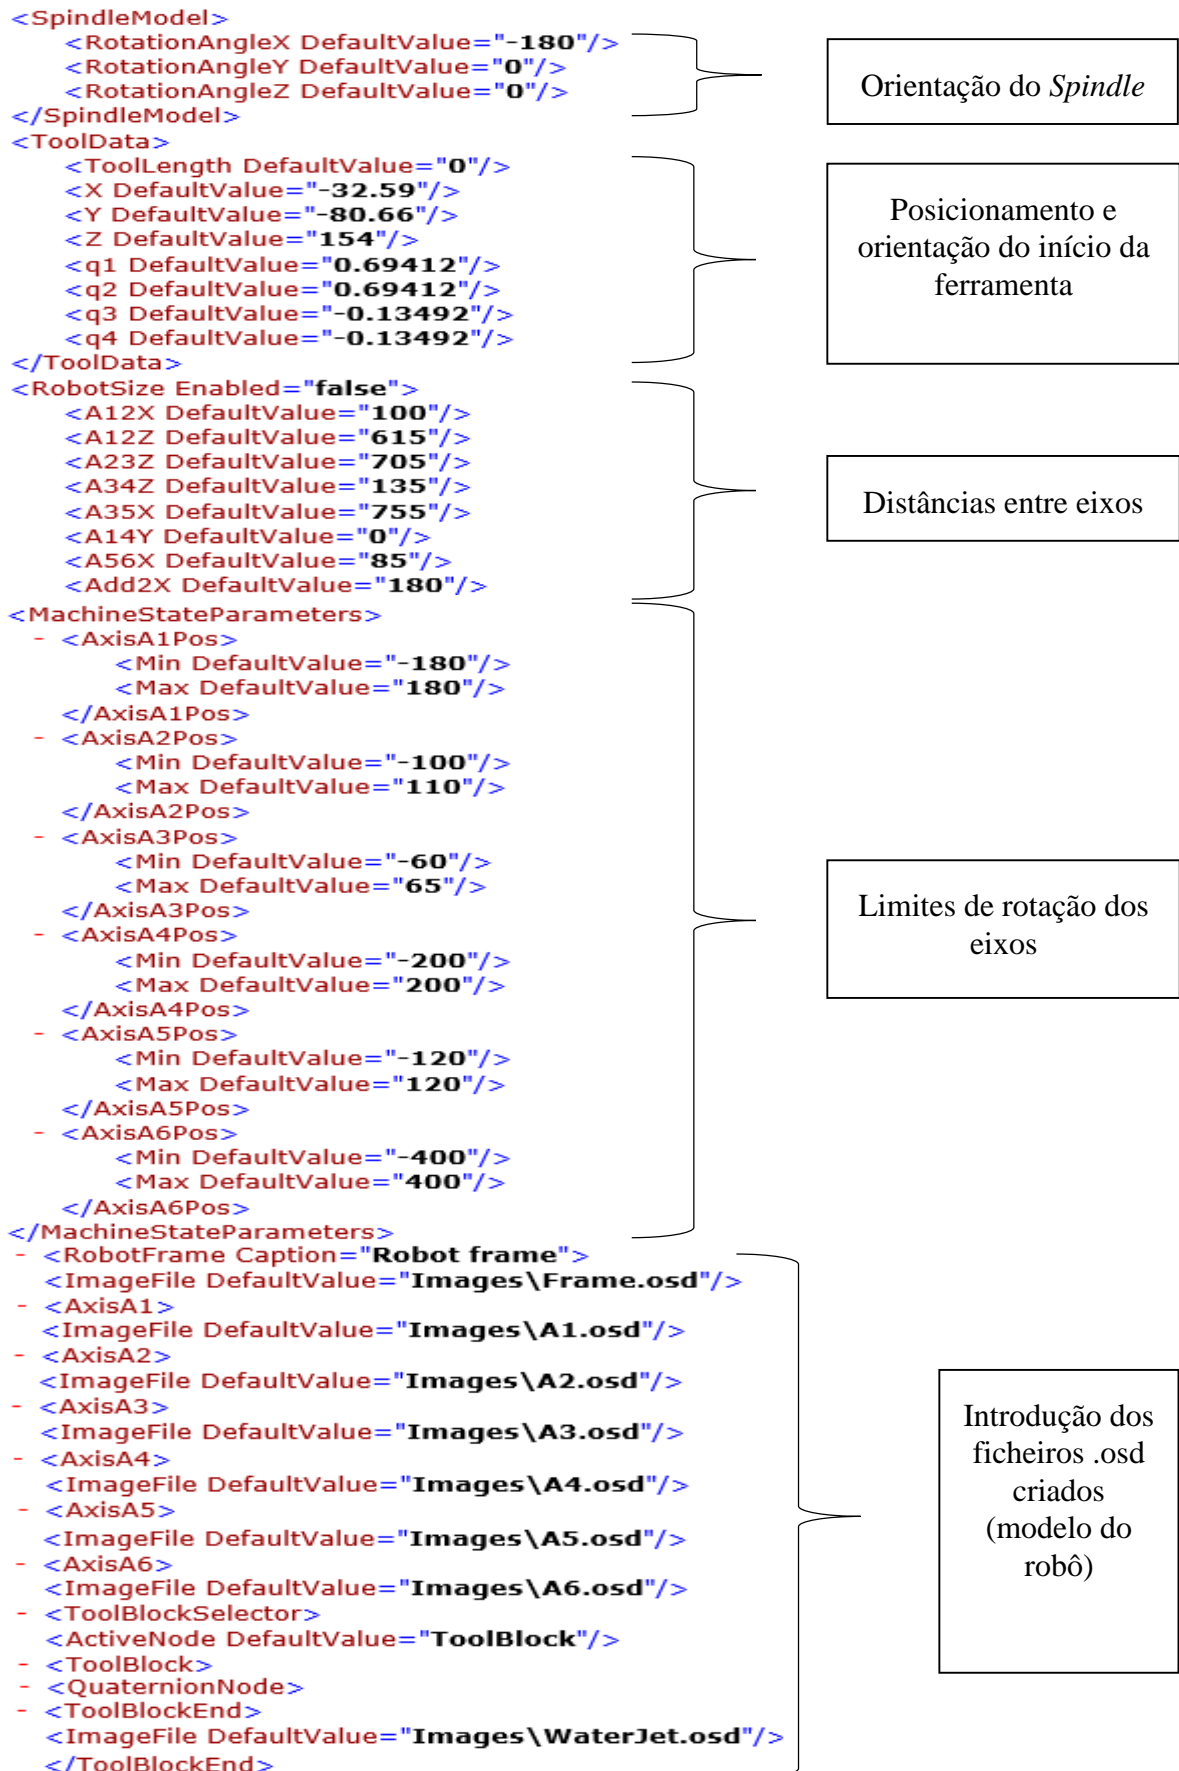 <SpindleModel>
<RotationAngleX DefaultValue="-180"/>
<RotationAngleY DefaultValue="0"/>
<RotationAngleZ DefaultValue="0"/>
</SpindleModel>
Orientação do Spindle
<ToolData>
<ToolLength DefaultValue="0"/>
<X DefaultValue="-32.59"/>
<Y DefaultValue="-80.66"/>
<Z DefaultValue="154"/>
<q1 DefaultValue="0.69412"/>
<q2 DefaultValue="0.69412"/>
<q3 DefaultValue="-0.13492"/>
<q4 DefaultValue="-0.13492"/>
</ToolData>
Posicionamento e
orientação do início da
ferramenta
<RobotSize Enabled="false">
<A12X DefaultValue="100"/>
<A12Z DefaultValue="615"/>
<A23Z DefaultValue="705"/>
<A34Z DefaultValue="135"/>
<A35X DefaultValue="755"/>
<A14Y DefaultValue="0"/>
<A56X DefaultValue="85"/>
<Add2X DefaultValue="180"/>
Distâncias entre eixos
<MachineStateParameters>
- <AxisA1Pos>
<Min DefaultValue="-180"/>
<Max DefaultValue="180"/>
</AxisA1Pos>
- <AxisA2Pos>
<Min DefaultValue="-100"/>
<Max DefaultValue="110"/>
</AxisA2Pos>
- <AxisA3Pos>
<Min DefaultValue="-60"/>
<Max DefaultValue="65"/>
</AxisA3Pos>
- <AxisA4Pos>
<Min DefaultValue="-200"/>
<Max DefaultValue="200"/>
</AxisA4Pos>
- <AxisA5Pos>
<Min DefaultValue="-120"/>
<Max DefaultValue="120"/>
</AxisA5Pos>
- <AxisA6Pos>
<Min DefaultValue="-400"/>
<Max DefaultValue="400"/>
</AxisA6Pos>
</MachineStateParameters>
Limites de rotação dos
eixos
- <RobotFrame Caption="Robot frame">
<ImageFile DefaultValue="Images\Frame.osd"/>
- <AxisA1>
<ImageFile DefaultValue="Images\A1.osd"/>
- <AxisA2>
<ImageFile DefaultValue="Images\A2.osd"/>
- <AxisA3>
<ImageFile DefaultValue="Images\A3.osd"/>
- <AxisA4>
<ImageFile DefaultValue="Images\A4.osd"/>
- <AxisA5>
<ImageFile DefaultValue="Images\A5.osd"/>
- <AxisA6>
<ImageFile DefaultValue="Images\A6.osd"/>
- <ToolBlockSelector>
<ActiveNode DefaultValue="ToolBlock"/>
- <ToolBlock>
- <QuaternionNode>
- <ToolBlockEnd>
<ImageFile DefaultValue="Images\WaterJet.osd"/>
</ToolBlockEnd>
Introdução dos
ficheiros .osd
criados
(modelo do
robô)